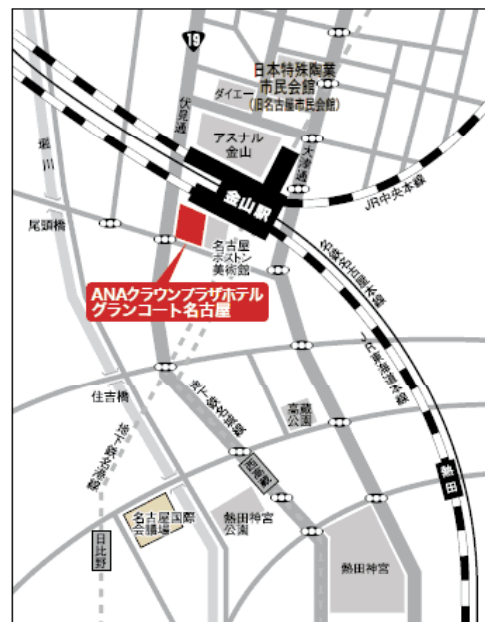 19
日本特殊陶業
市民会館
(旧名古屋市民会館)
ダイエー
伏見通
アスナル
金山
大津通
堀川
金山駅
JR中央本線
尾頭橋
名古屋
ボストン
美術館
名鉄名古屋本線
ANAクラウンプラザホテル
グランコート名古屋
JR東海道本線
住吉橋
地下鉄名城線
高蔵
公園
地下鉄名港線
西高蔵
熱田
名古屋国際
会議場
熱田神宮
公園
日比野
熱田神宮